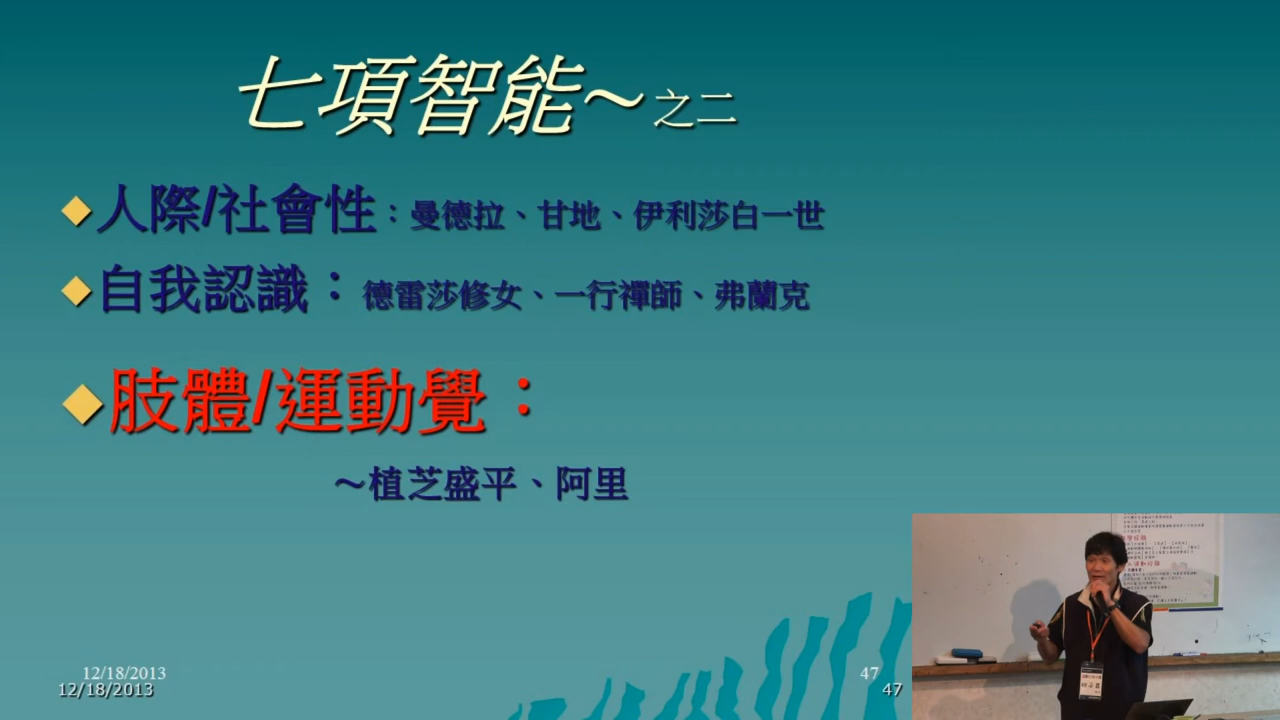 七項智能～之二
◆人際/社會性：曼德拉、甘地、伊利莎白一世
◆自我認識：德雷莎修女、一行禪師、弗蘭克
◆肢體/運動覺：
～植芝盛平、阿里
12/18/2013
47
12/18/2013
47